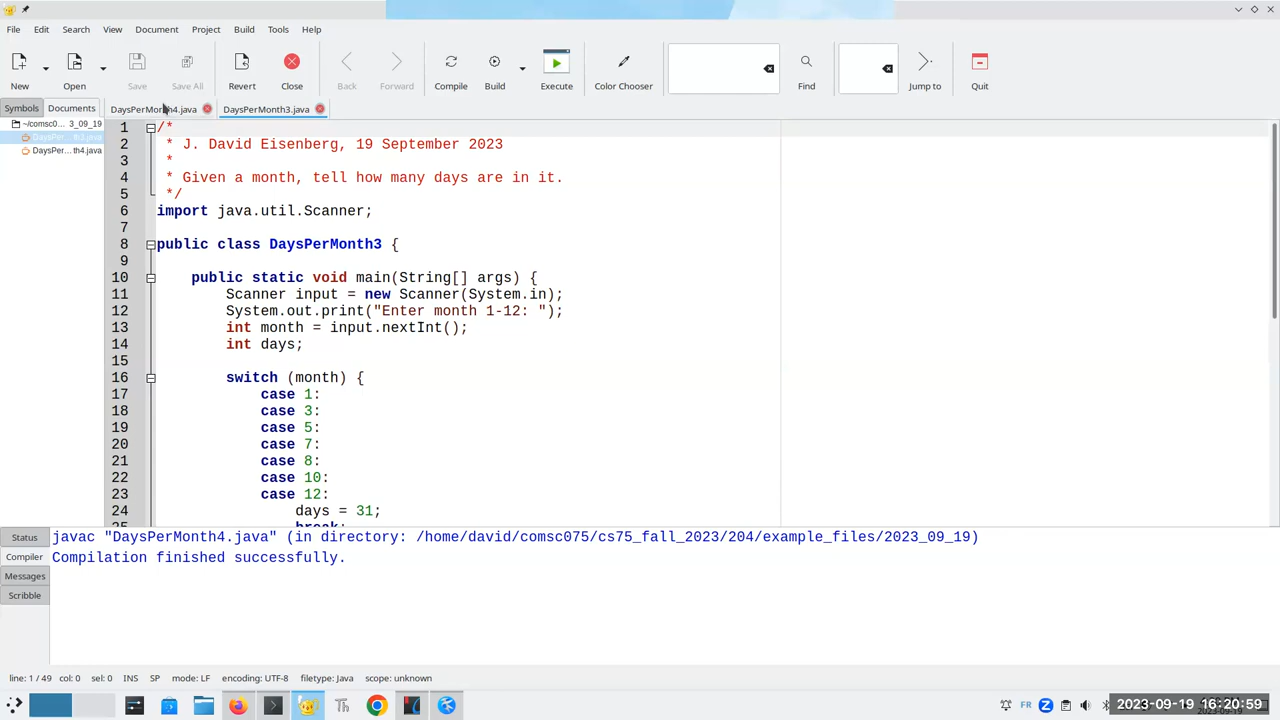 File Edit Search View Document Project Build Tools Help
New Open Save Save All Revert Close Back Forward Compile Build Execute Color Chooser Find Jump to Quit
Symbols Documents DaysPerMonth4.java DaysPerMonth3.java
~/comsc0... 3_09_19
DaysPer... th3.java
DaysPer... th4.java
1 /*
2 * J. David Eisenberg, 19 September 2023
3 *
4 * Given a month, tell how many days are in it.
5 */
6 import java.util.Scanner;
7
8 public class DaysPerMonth3 {
9
10 public static void main(String[] args) {
11 Scanner input = new Scanner(System.in);
12 System.out.print("Enter month 1-12: ");
13 int month = input.nextInt();
14 int days;
15
16 switch (month) {
17 case 1:
18 case 3:
19 case 5:
20 case 7:
21 case 8:
22 case 10:
23 case 12:
24 days = 31;
25 break;
Status
Compiler
Messages
Scribble
javac "DaysPerMonth4.java" (in directory: /home/david/comsc075/cs75_fall_2023/204/example_files/2023_09_19)
Compilation finished successfully.
line: 1 / 49 col: 0 sel: 0 INS SP mode: LF encoding: UTF-8 filetype: Java scope: unknown
FR 2023-09-19 16:20:59